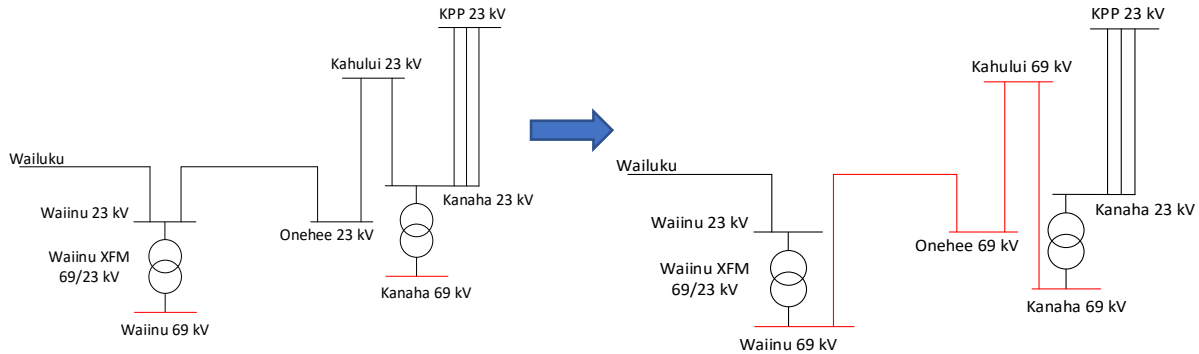 KPP 23 kV
Kahului 23 kV
Wailuku
Waiinu 23 kV
Onehee 23 kV
Kanaha 23 kV
Waiinu XFM
69/23 kV
Kanaha 69 kV
Waiinu 69 kV
KPP 23 kV
Kahului 69 kV
Wailuku
Kanaha 23 kV
Waiinu 23 kV
Onehee 69 kV
Waiinu XFM
69/23 kV
Kanaha 69 kV
Waiinu 69 kV